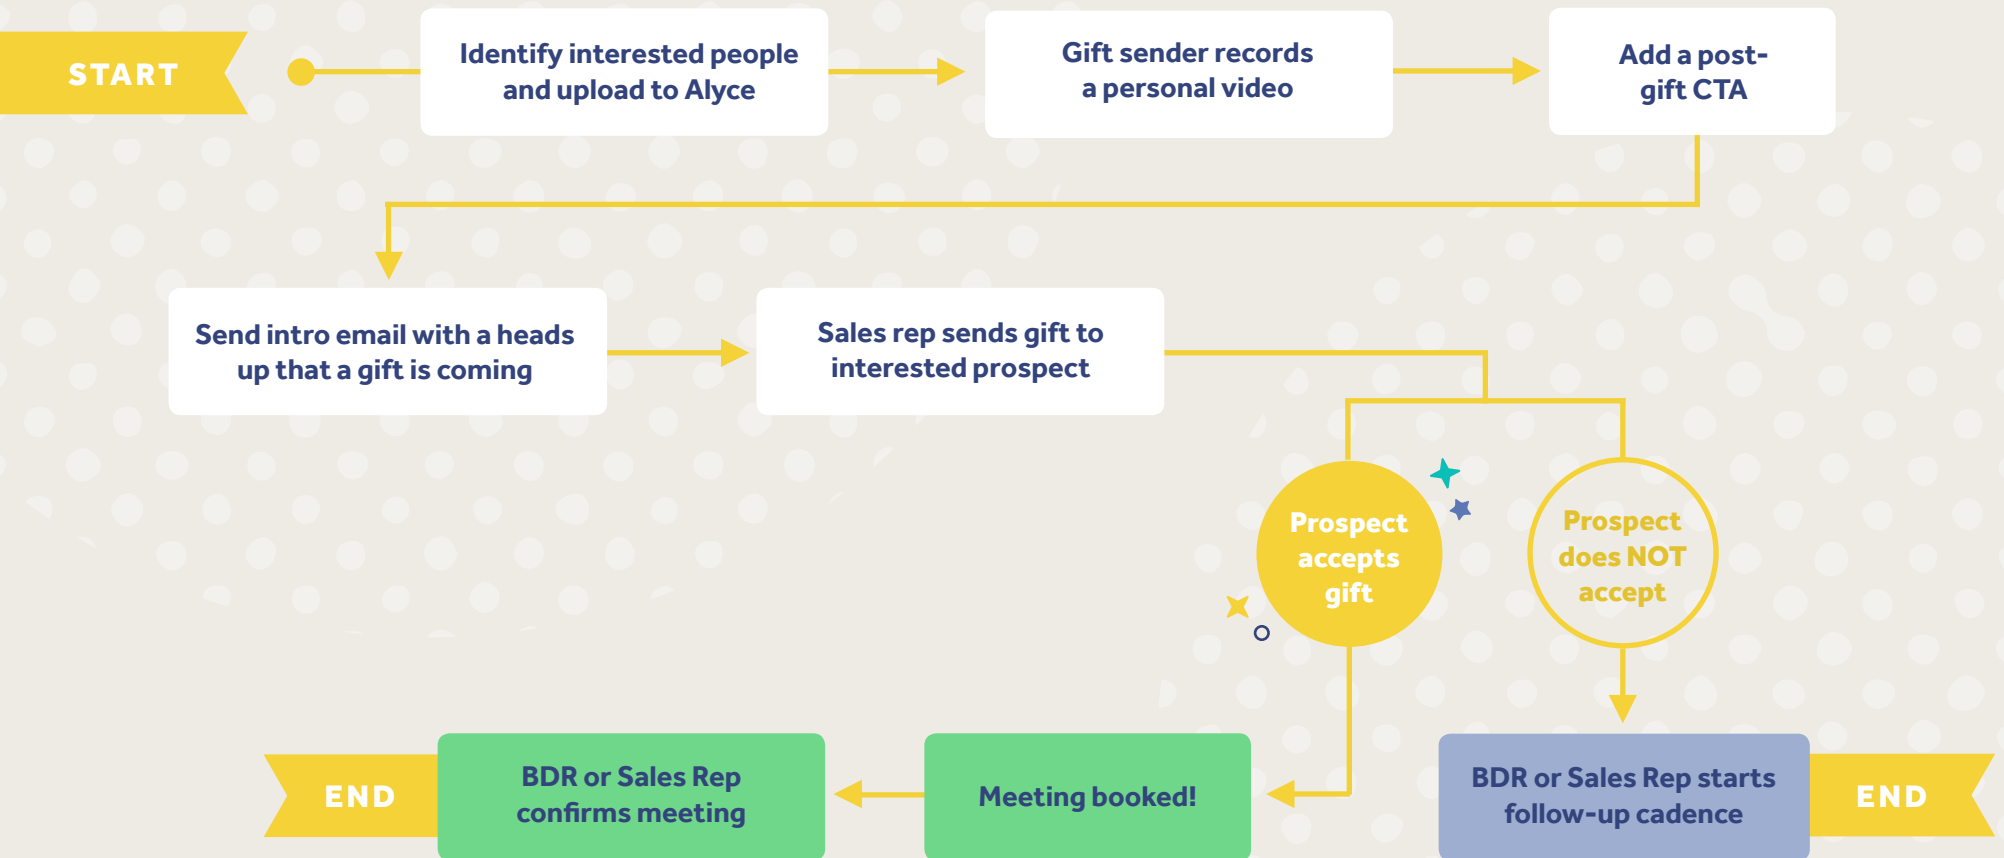 START
Identify interested people
and upload to Alyce
Gift sender records
a personal video
Add a post-
gift CTA
Send intro email with a heads
up that a gift is coming
Sales rep sends gift to
interested prospect
Prospect
accepts
gift
Prospect
does NOT
accept
END
BDR or Sales Rep
confirms meeting
Meeting booked!
BDR or Sales Rep starts
follow-up cadence
END